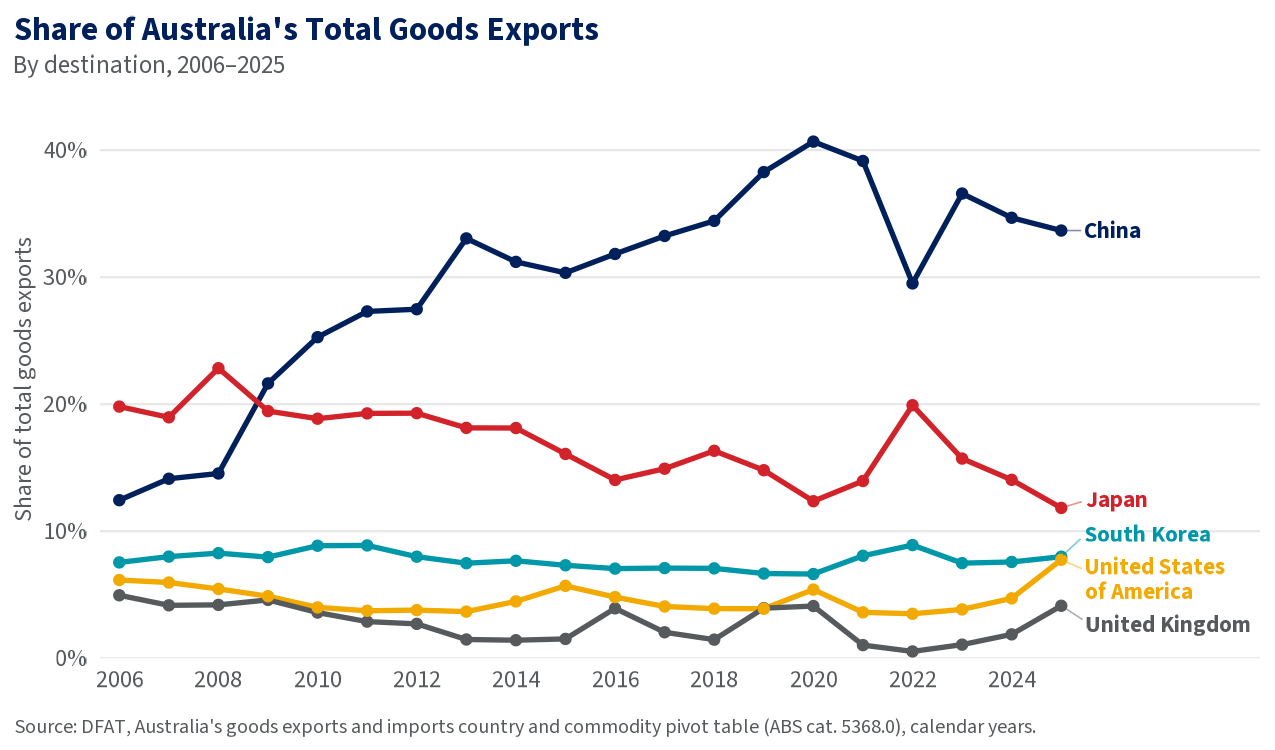 Share of Australia's Total Goods Exports
By destination, 2006–2025
Share of total goods exports
40%
30%
20%
10%
0%
China
Japan
South Korea
United States
of America
United Kingdom
2006
2008
2010
2012
2014
2016
2018
2020
2022
2024
Source: DFAT, Australia's goods exports and imports country and commodity pivot table (ABS cat. 5368.0), calendar years.